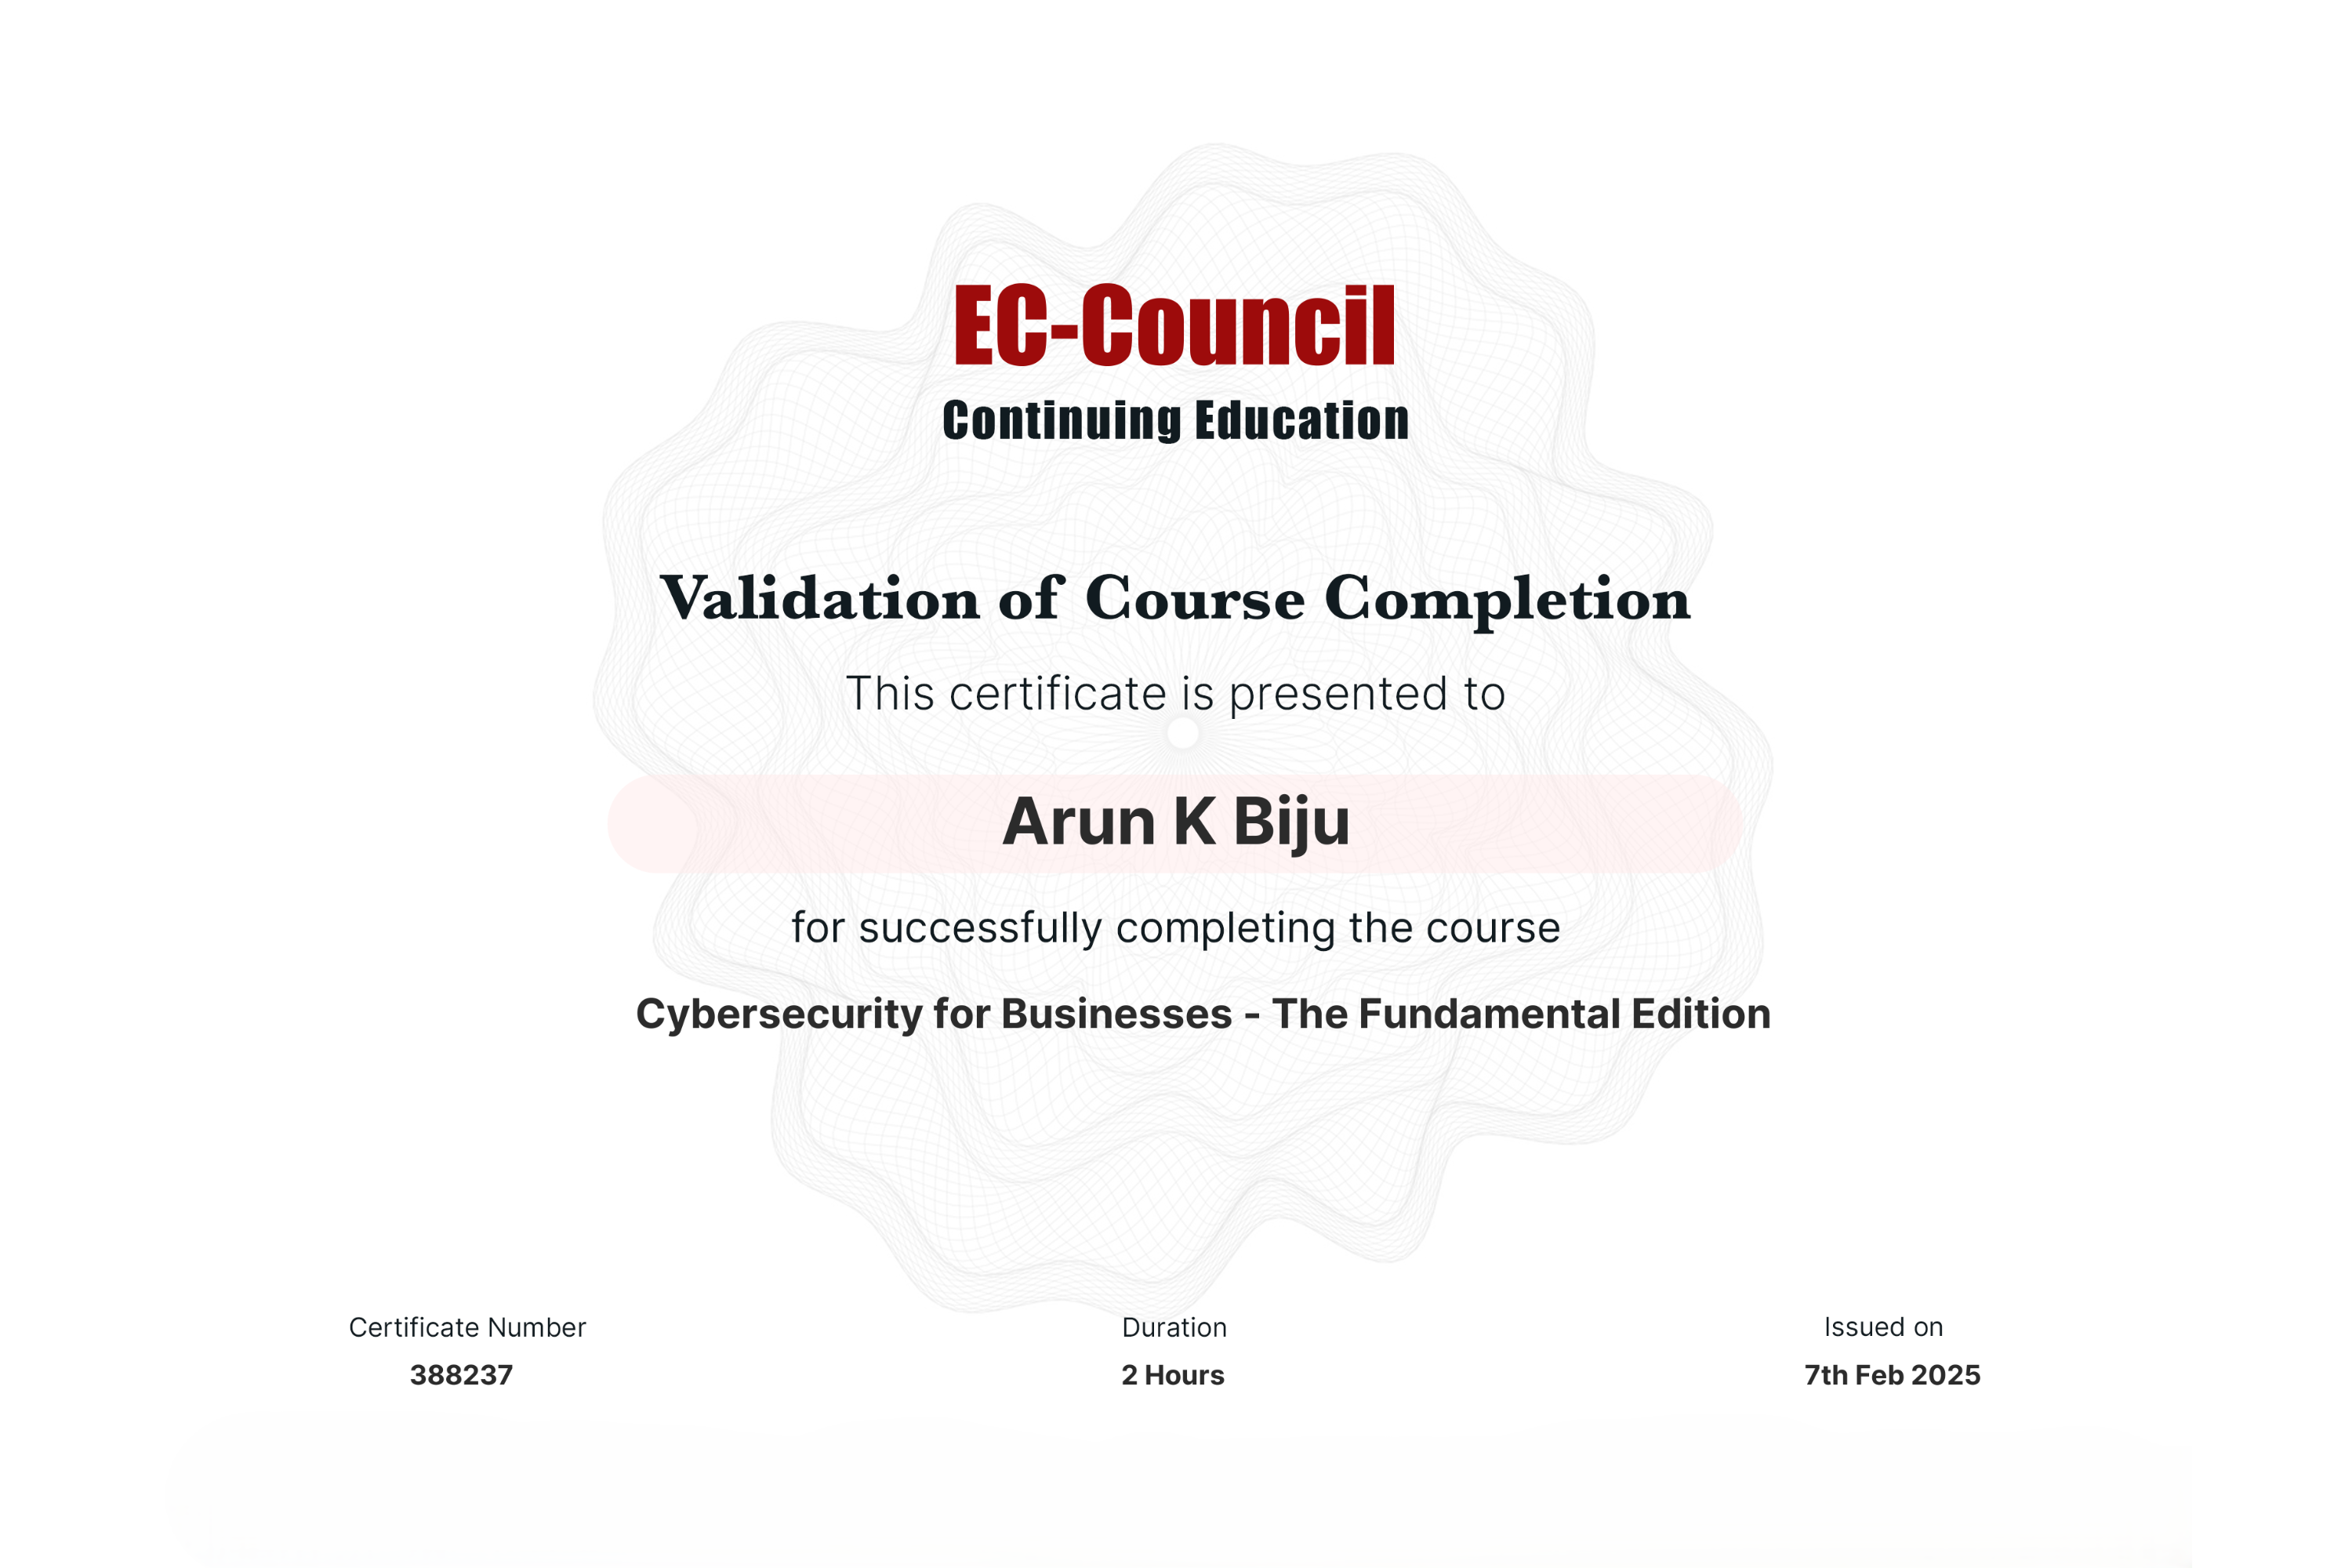 EC-Council
Continuing Education
Validation of Course Completion
This certificate is presented to
Arun K Biju
for successfully completing the course
Cybersecurity for Businesses - The Fundamental Edition
Certificate Number
388237
Duration
2 Hours
Issued on
7th Feb 2025